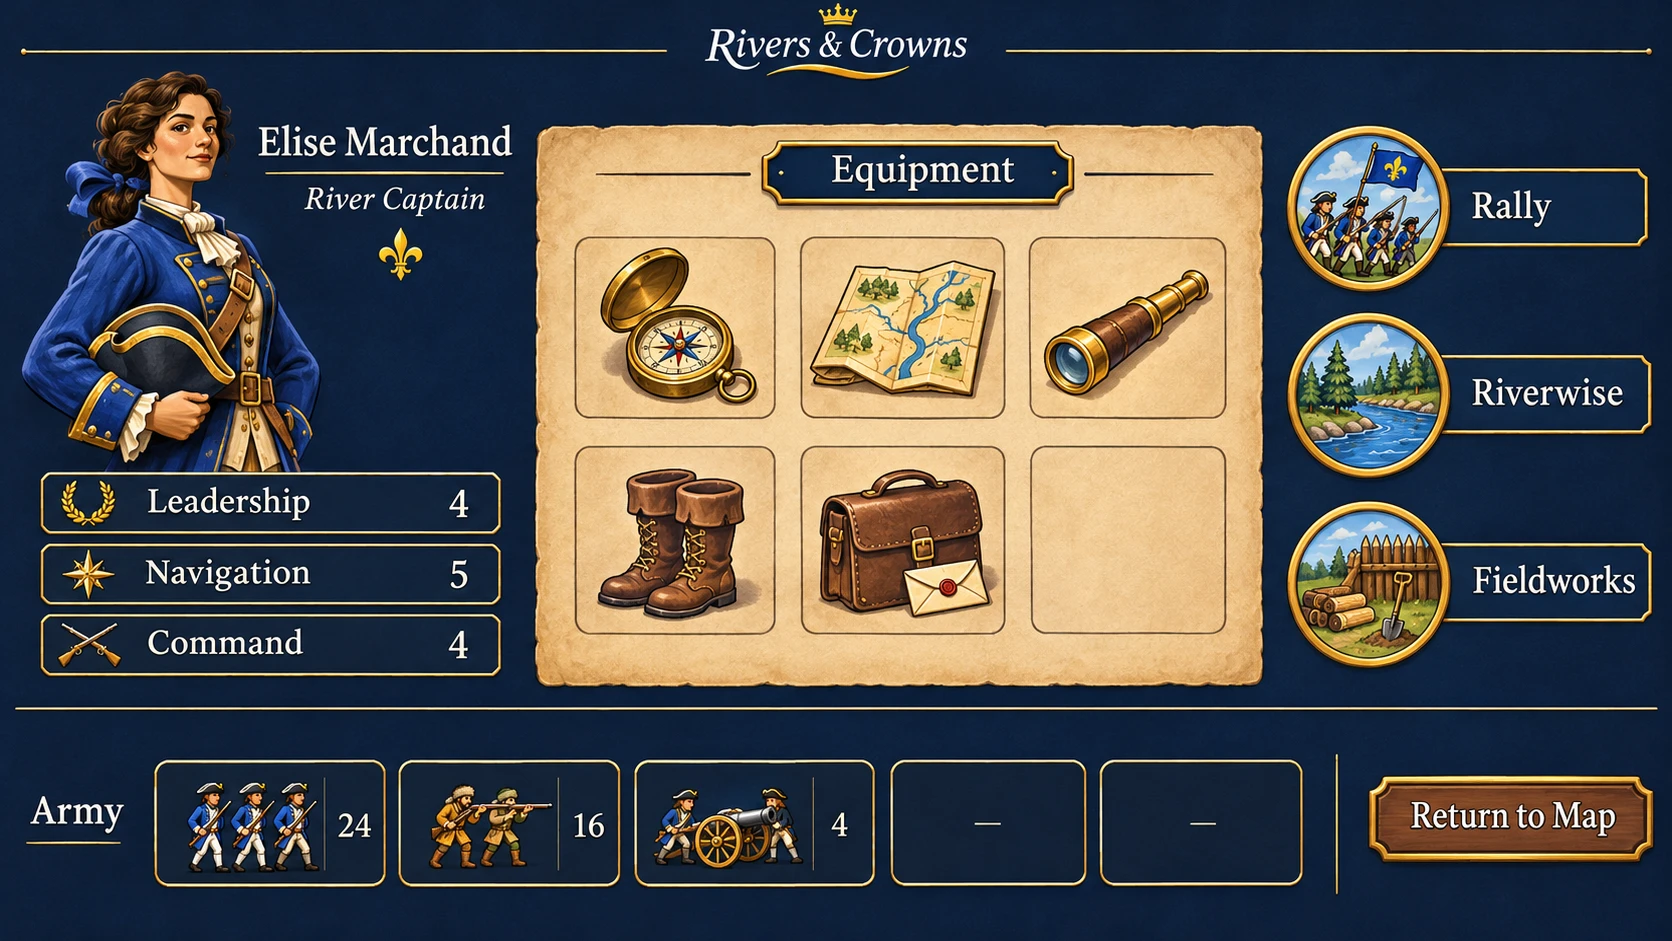 Rivers & Crowns
Elise Marchand
River Captain
Leadership 4
Navigation 5
Command 4
Equipment
Rally
Riverwise
Fieldworks
Army
24
16
4
—
—
Return to Map